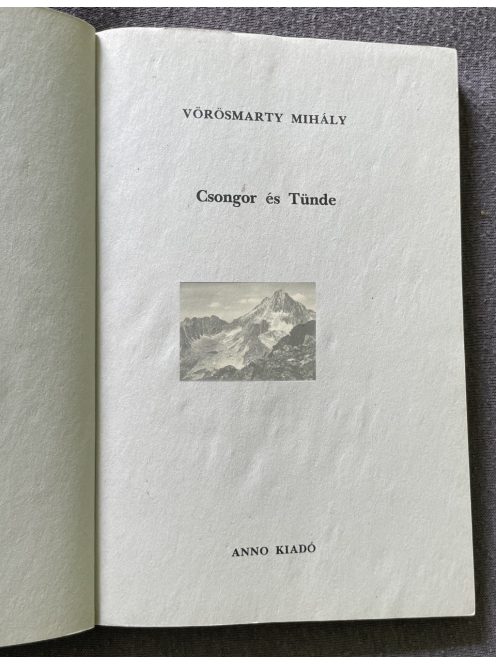 VÖRÖSMARTY MIHÁLY
Csongor és Tünde
ANNO KIADÓ